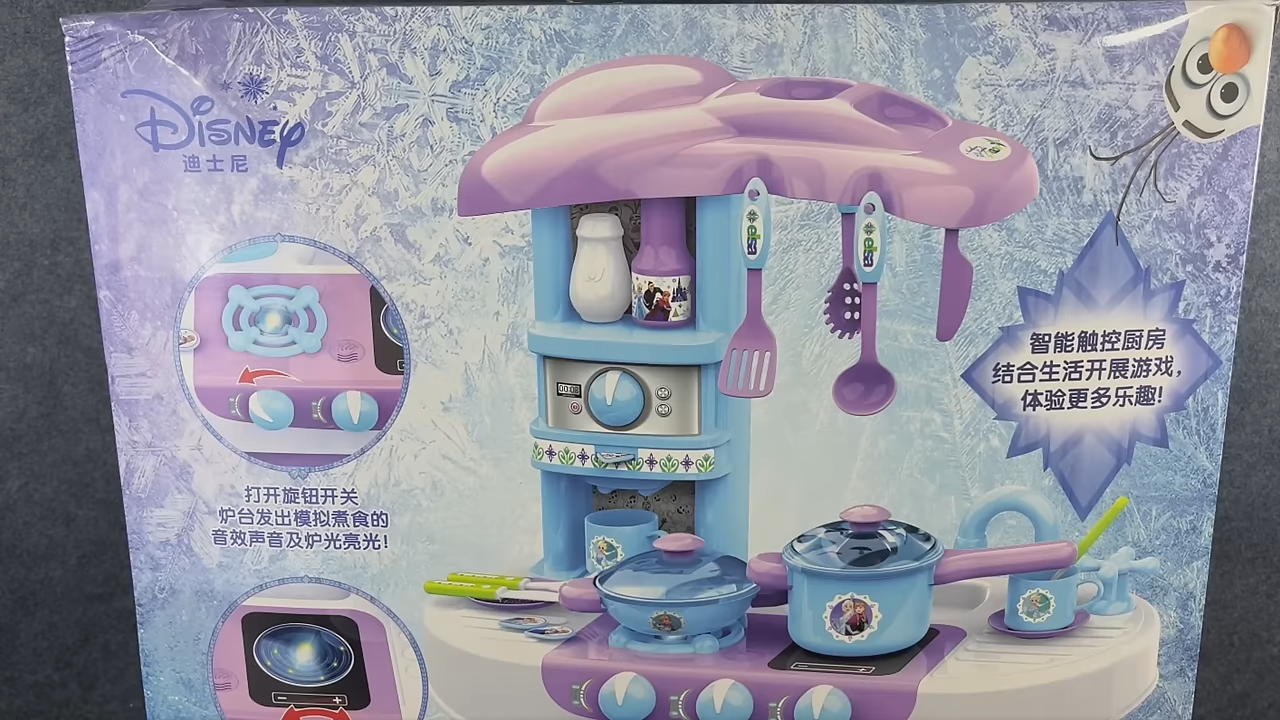 DISNEY
迪士尼
智能触控厨房
结合生活开展游戏，
体验更多乐趣！
00:08
打开旋钮开关
炉台发出模拟煮食的
音效声音及炉光亮光！